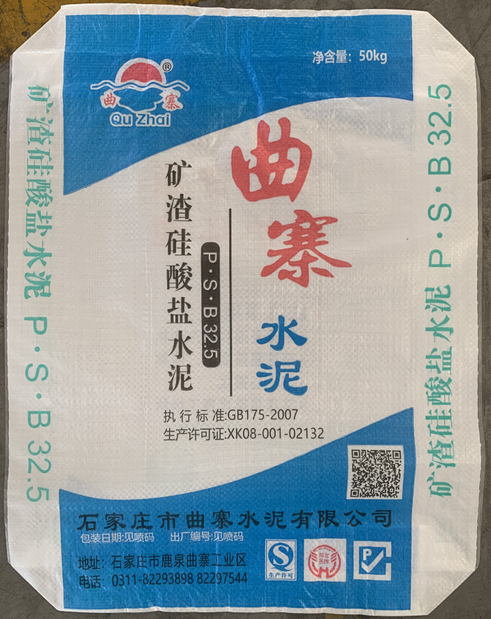 净含量：50kg
®
曲寨
Qu Zhai
曲寨
水泥
矿渣硅酸盐水泥
P·S·B 32.5
矿渣硅酸盐水泥 P·S·B 32.5
矿渣硅酸盐水泥 P·S·B 32.5
执行标准:GB175-2007
生产许可证:XK08-001-02132
石家庄市曲寨水泥有限公司
包装日期:见喷码 出厂编号:见喷码
地址：石家庄市鹿泉曲寨工业区
电话：0311-82293898 82297544
生产许可